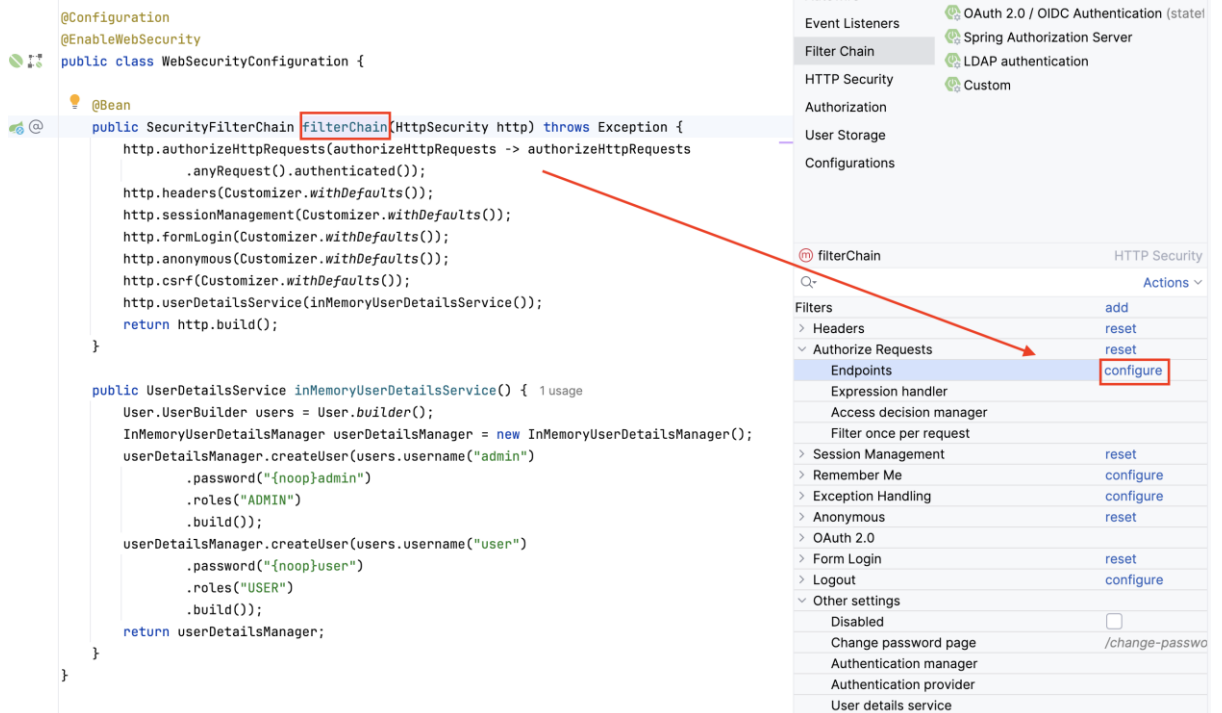 @Configuration
@EnableWebSecurity
public class WebSecurityConfiguration {
@Bean
public SecurityFilterChain filterChain(HttpSecurity http) throws Exception {
http.authorizeHttpRequests(authorizeHttpRequests -> authorizeHttpRequests
.anyRequest().authenticated());
http.headers(Customizer.withDefaults());
http.sessionManagement(Customizer.withDefaults());
http.formLogin(Customizer.withDefaults());
http.anonymous(Customizer.withDefaults());
http.csrf(Customizer.withDefaults());
http.userDetailsService(inMemoryUserDetailsService());
return http.build();
}
public UserDetailsService inMemoryUserDetailsService() { 1 usage
User.UserBuilder users = User.builder();
InMemoryUserDetailsManager userDetailsManager = new InMemoryUserDetailsManager();
userDetailsManager.createUser(users.username("admin")
.password("{noop}admin")
.roles("ADMIN")
.build());
userDetailsManager.createUser(users.username("user")
.password("{noop}user")
.roles("USER")
.build());
return userDetailsManager;
}
}
Event Listeners
Filter Chain
HTTP Security
Authorization
User Storage
Configurations
OAuth 2.0 / OIDC Authentication (statef
Spring Authorization Server
LDAP authentication
Custom
filterChain HTTP Security
Actions
Filters add
Headers reset
Authorize Requests reset
Endpoints configure
Expression handler
Access decision manager
Filter once per request
Session Management reset
Remember Me configure
Exception Handling configure
Anonymous reset
OAuth 2.0
Form Login reset
Logout configure
Other settings
Disabled
Change password page /change-passwo
Authentication manager
Authentication provider
User details service